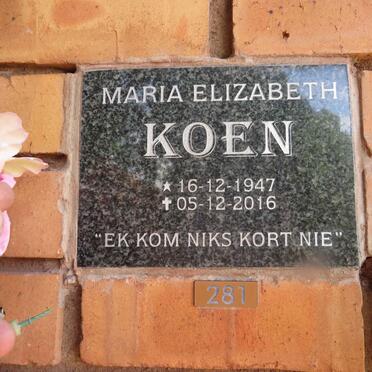 MARIA ELIZABETH
KOEN
★ 16-12-1947
✝ 05-12-2016
"EK KOM NIKS KORT NIE"
281